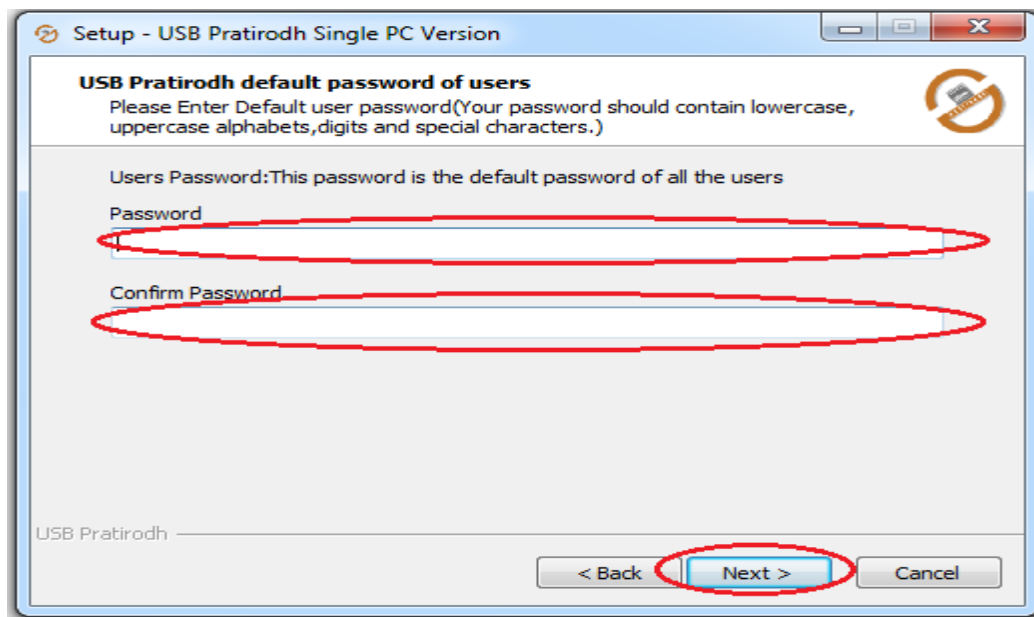 Setup - USB Pratirodh Single PC Version
USB Pratirodh default password of users
Please Enter Default user password(Your password should contain lowercase,
uppercase alphabets,digits and special characters.)
Users Password:This password is the default password of all the users
Password
Confirm Password
USB Pratirodh
< Back
Next >
Cancel